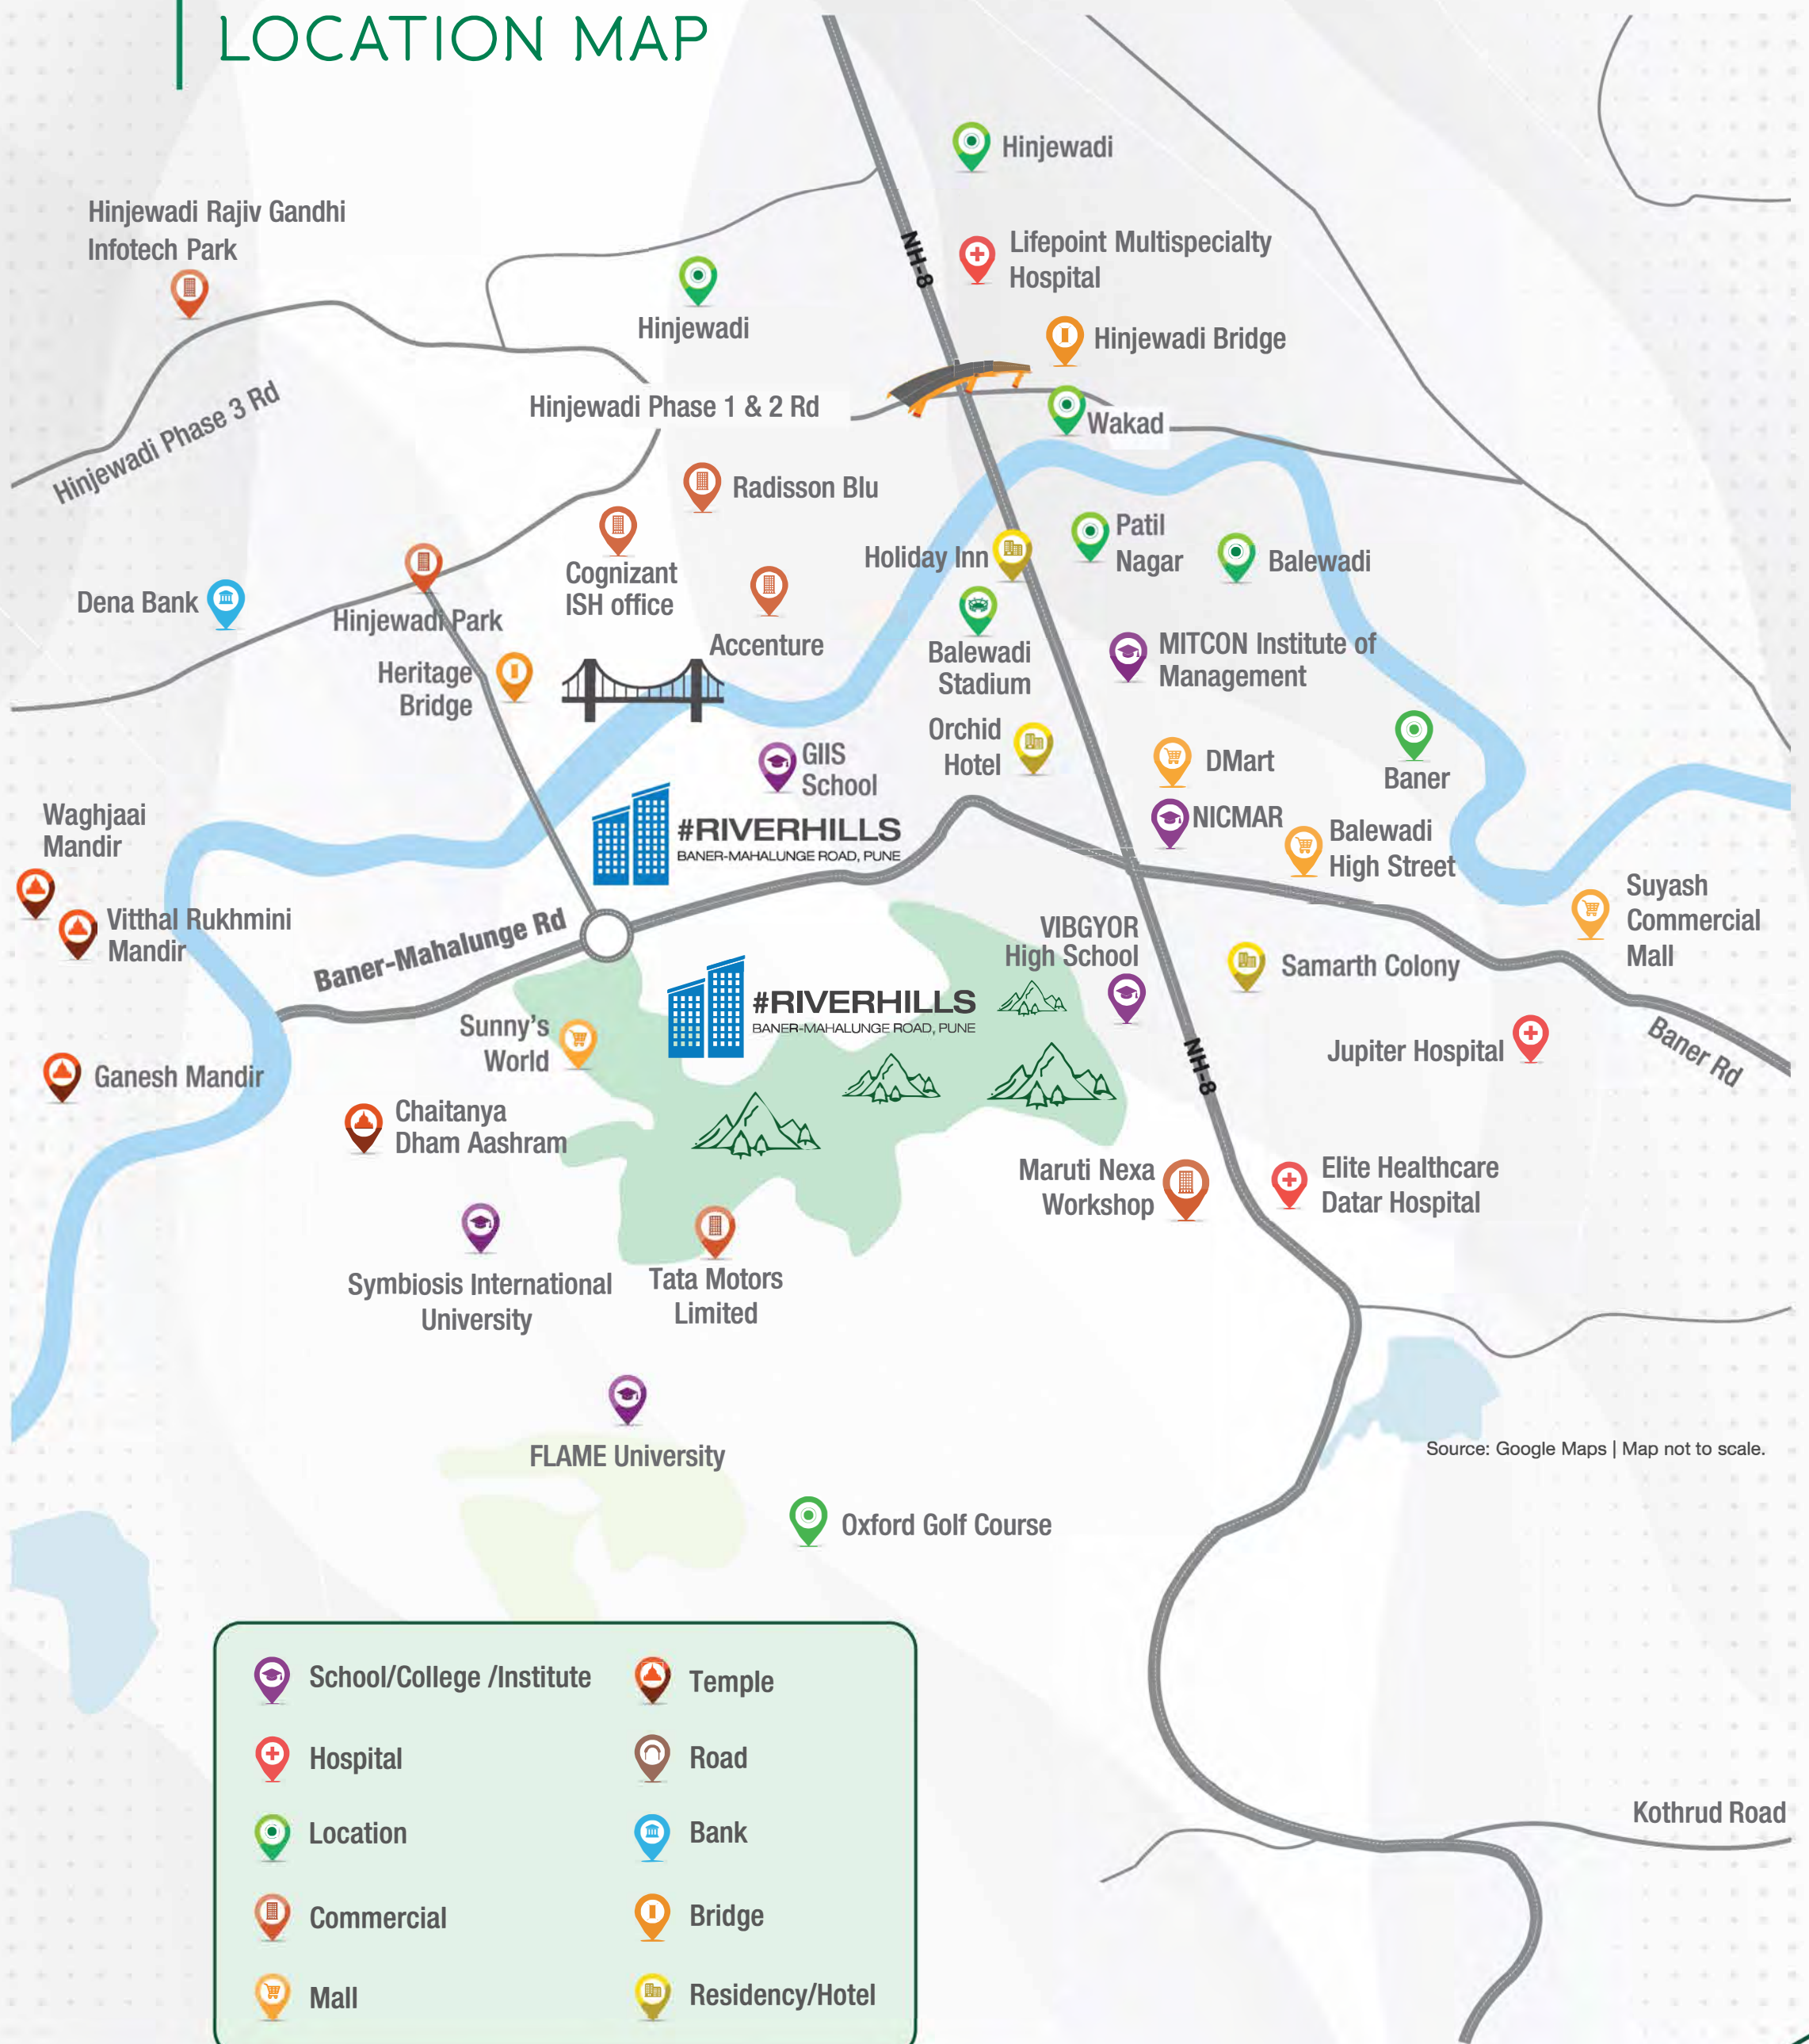 LOCATION MAP
Hinjewadi
Hinjewadi Rajiv Gandhi
Infotech Park
NH-8
Lifepoint Multispecialty
Hospital
Hinjewadi
Hinjewadi Bridge
Hinjewadi Phase 3 Rd
Hinjewadi Phase 1 & 2 Rd
Wakad
Radisson Blu
Patil
Nagar
Holiday Inn
Balewadi
Cognizant
ISH office
Dena Bank
Hinjewadi Park
Accenture
Balewadi
Stadium
MITCON Institute of
Management
Heritage
Bridge
Orchid
Hotel
GIIS
School
DMart
Baner
Waghjaai
Mandir
#RIVERHILLS
BANER-MAHALUNGE ROAD, PUNE
NICMAR
Balewadi
High Street
Suyash
Commercial
Mall
Vitthal Rukhmini
Mandir
Baner-Mahalunge Rd
VIBGYOR
High School
Samarth Colony
#RIVERHILLS
BANER-MAHALUNGE ROAD, PUNE
Sunny's
World
NH-8
Jupiter Hospital
Baner Rd
Ganesh Mandir
Chaitanya
Dham Aashram
Maruti Nexa
Workshop
Elite Healthcare
Datar Hospital
Symbiosis International
University
Tata Motors
Limited
FLAME University
Source: Google Maps | Map not to scale.
Oxford Golf Course
School/College /Institute
Temple
Hospital
Road
Location
Bank
Commercial
Bridge
Mall
Residency/Hotel
Kothrud Road